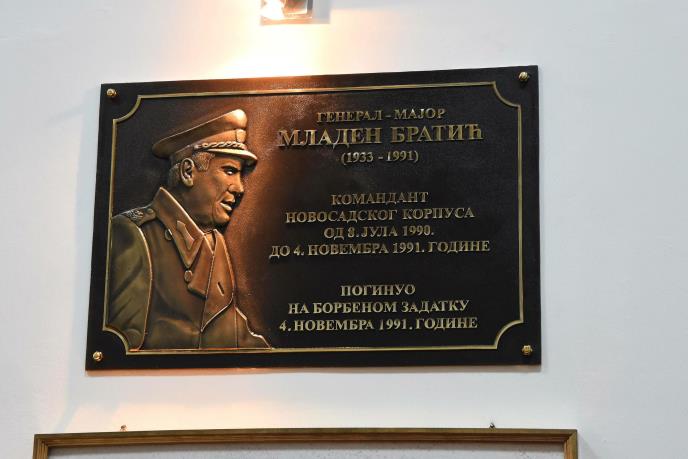 ГЕНЕРАЛ - МАЈОР
МЛАДЕН БРАТИЋ
(1933 - 1991)
КОМАНДАНТ
НОВОСАДСКОГ КОРПУСА
ОД 8. ЈУЛА 1990.
ДО 4. НОВЕМБРА 1991. ГОДИНЕ
ПОГИНУО
НА БОРБЕНОМ ЗАДАТКУ
4. НОВЕМБРА 1991. ГОДИНЕ